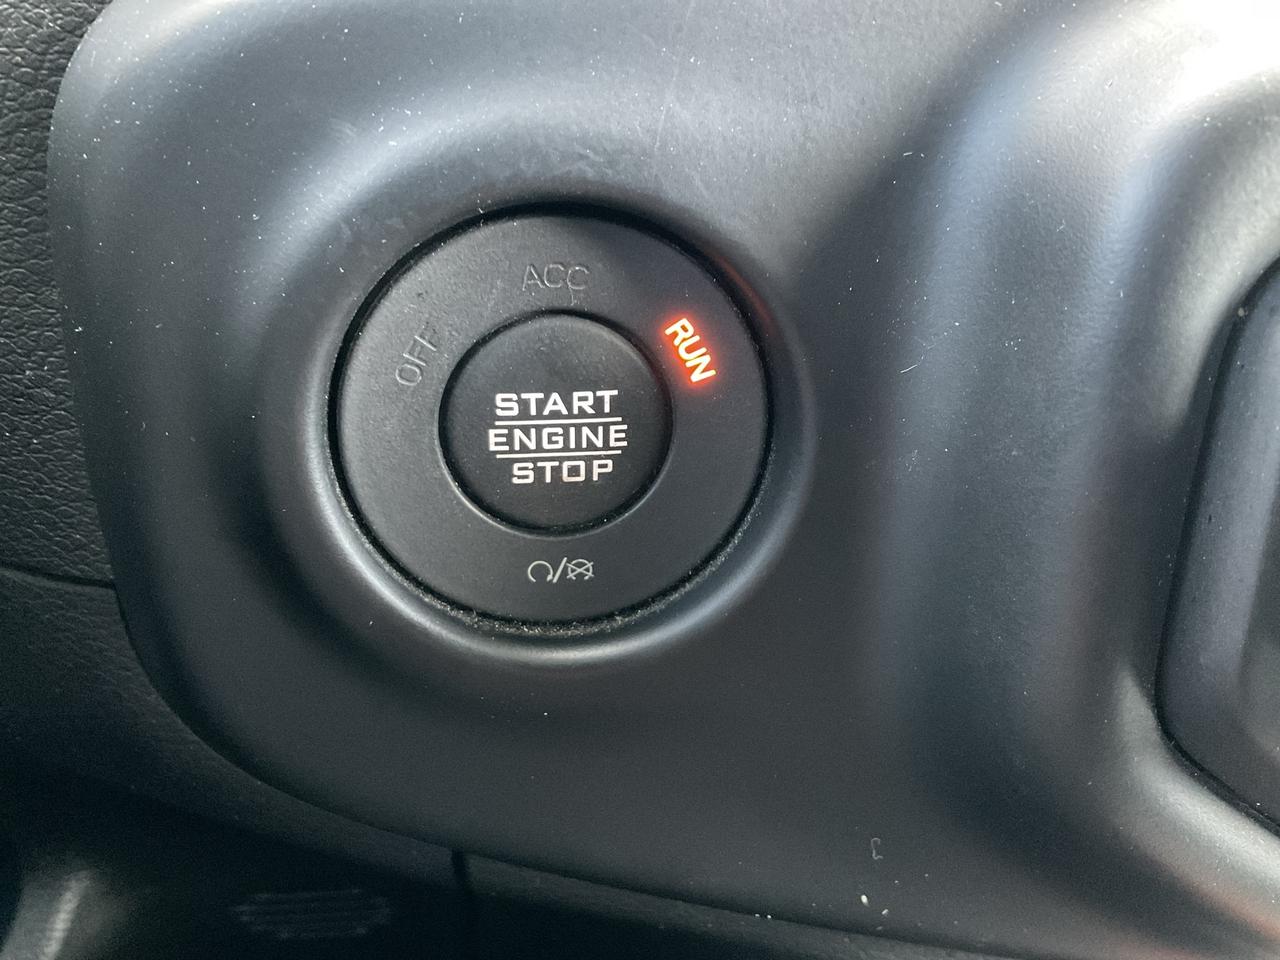 ACC
OFF
RUN
START
ENGINE
STOP